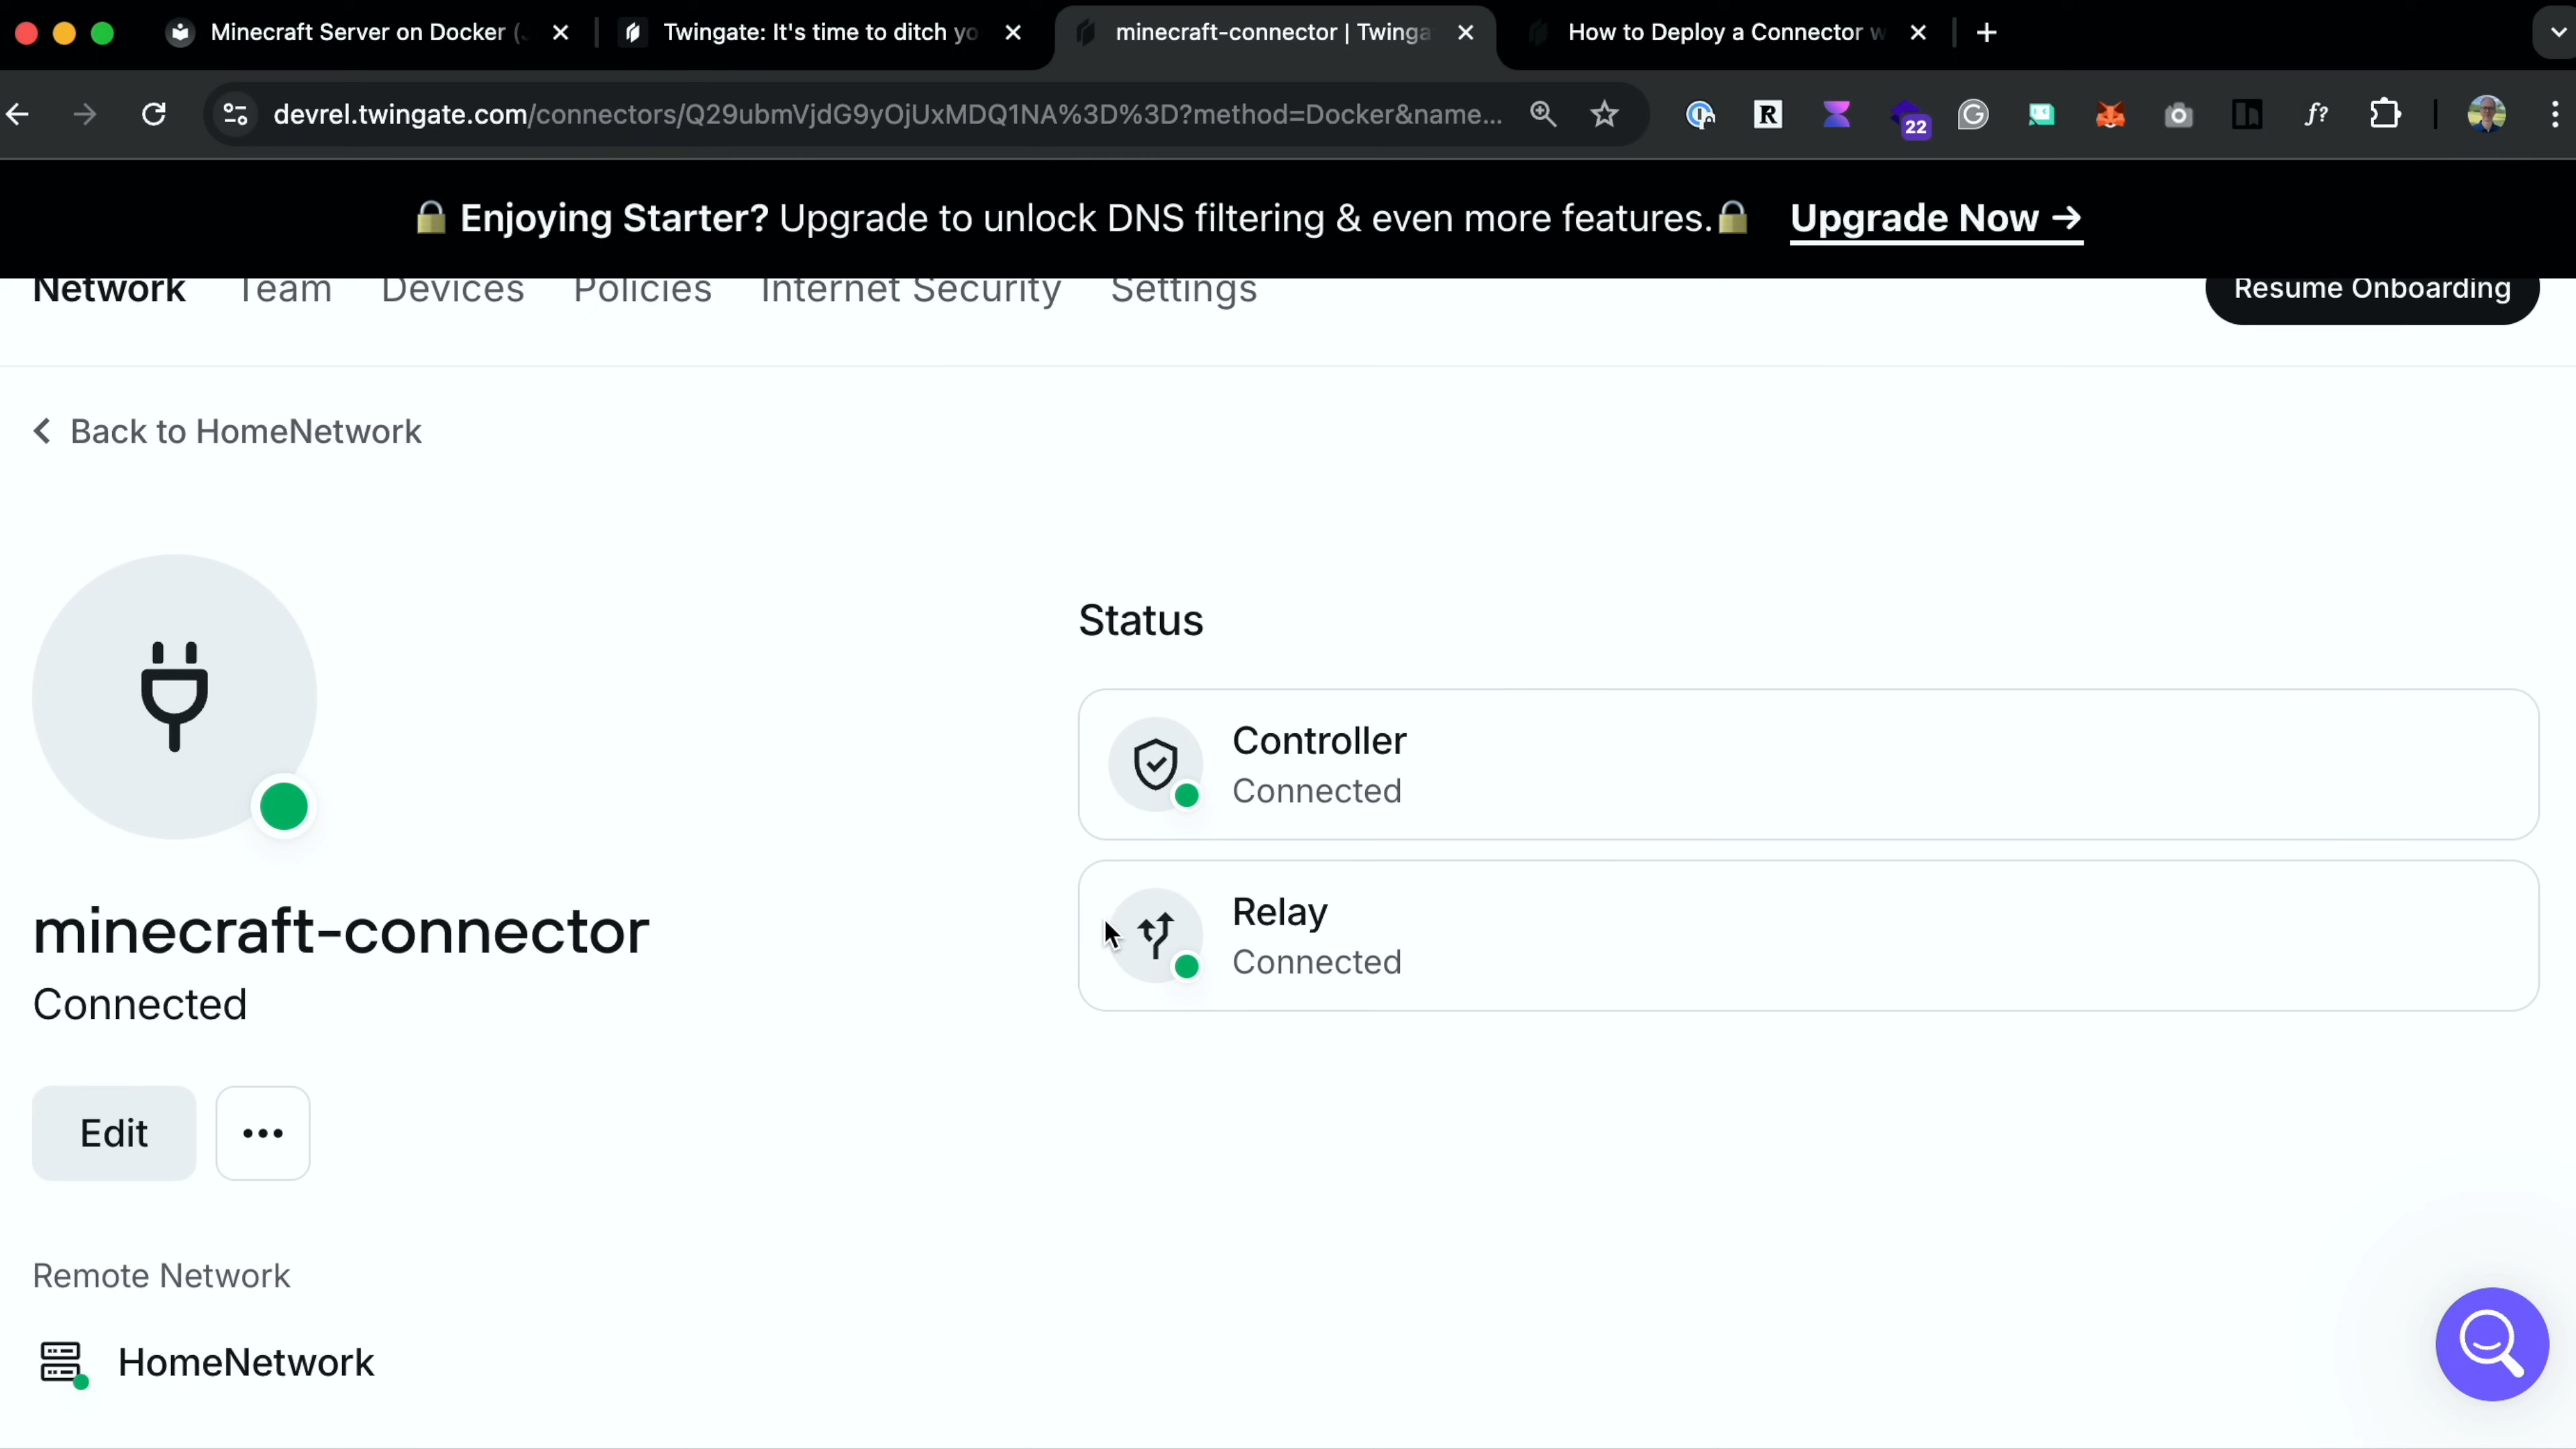 Minecraft Server on Docker (
Twingate: It's time to ditch yo
minecraft-connector | Twinga
How to Deploy a Connector w
devrel.twingate.com/connectors/Q29ubmVjdG9yOjUxMDQ1NA%3D%3D?method=Docker&name...
22
Enjoying Starter? Upgrade to unlock DNS filtering & even more features. Upgrade Now →
Network Team Devices Policies Internet Security Settings
Resume Onboarding
Back to HomeNetwork
Status
Controller
Connected
Relay
Connected
minecraft-connector
Connected
Edit
Remote Network
HomeNetwork